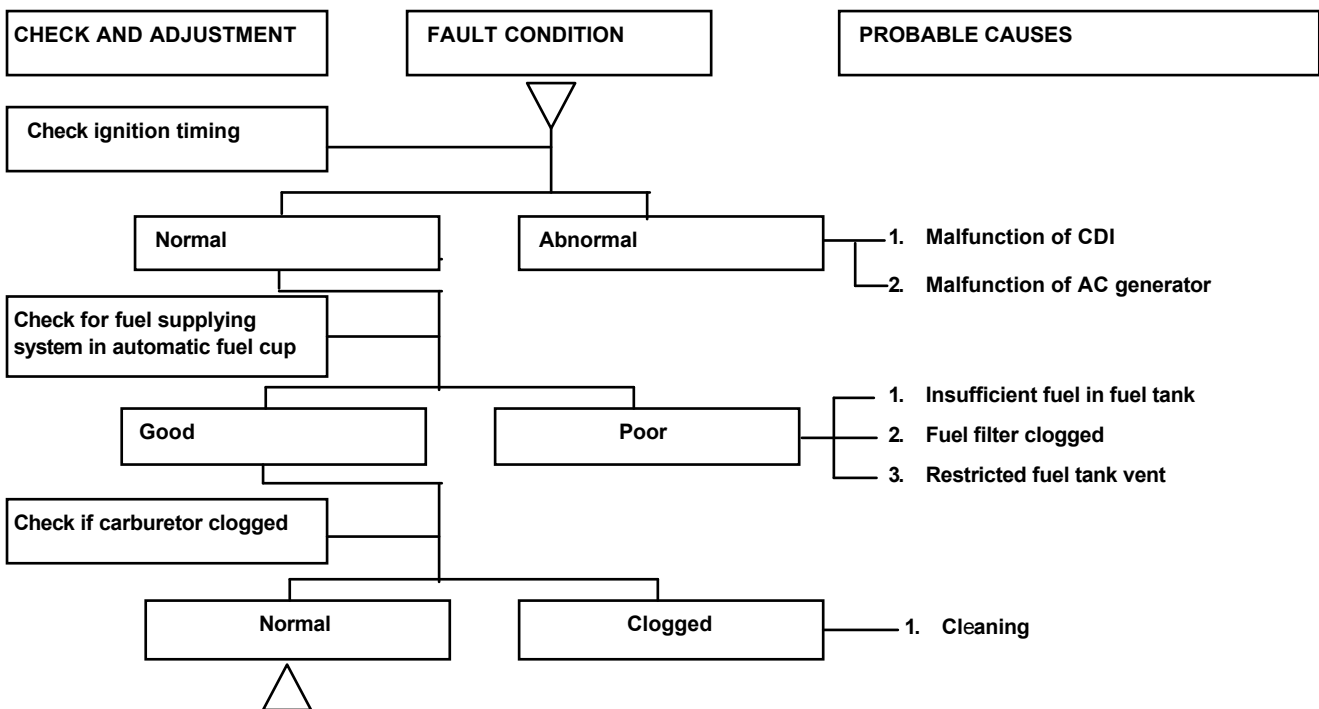 CHECK AND ADJUSTMENT
FAULT CONDITION
PROBABLE CAUSES
Check ignition timing
Normal
Abnormal
1. Malfunction of CDI
2. Malfunction of AC generator
Check for fuel supplying
system in automatic fuel cup
Good
Poor
1. Insufficient fuel in fuel tank
2. Fuel filter clogged
3. Restricted fuel tank vent
Check if carburetor clogged
Normal
Clogged
1. Cleaning